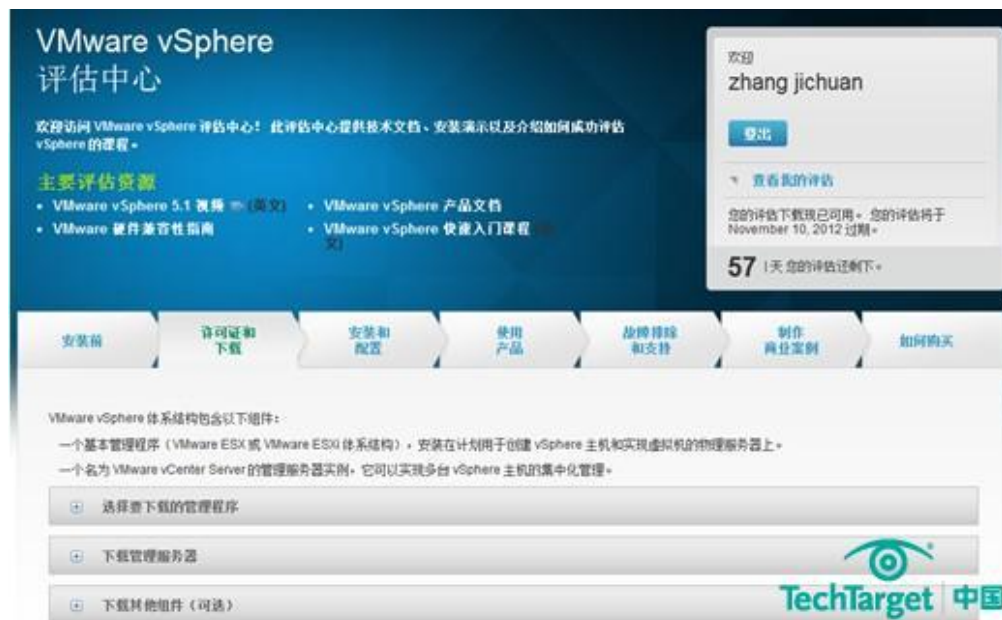 VMware vSphere
评估中心
欢迎访问 VMware vSphere 评估中心！ 此评估中心提供技术文档、安装演示以及介绍如何成功评估
vSphere 的课程。
主要评估资源
• VMware vSphere 5.1 视频 (英文)
• VMware vSphere 产品文档
• VMware 硬件兼容性指南
• VMware vSphere 快速入门课程 (英
文)
欢迎
zhang jichuan
登出
查看我的评估
您的评估下载现已可用。 您的评估将于
November 10, 2012 过期。
57 天 您的评估还剩下。
安装前
许可证和
下载
安装和
配置
使用
产品
故障排除
和支持
制作
商业案例
如何购买
VMware vSphere 体系结构包含以下组件：
一个基本管理程序（VMware ESX 或 VMware ESXi 体系结构），安装在计划用于创建 vSphere 主机和实现虚拟机的物理服务器上。
一个名为 VMware vCenter Server 的管理服务器实例。它可以实现多台 vSphere 主机的集中化管理。
选择要下载的管理程序
下载管理服务器
下载其他组件（可选）
TechTarget 中国